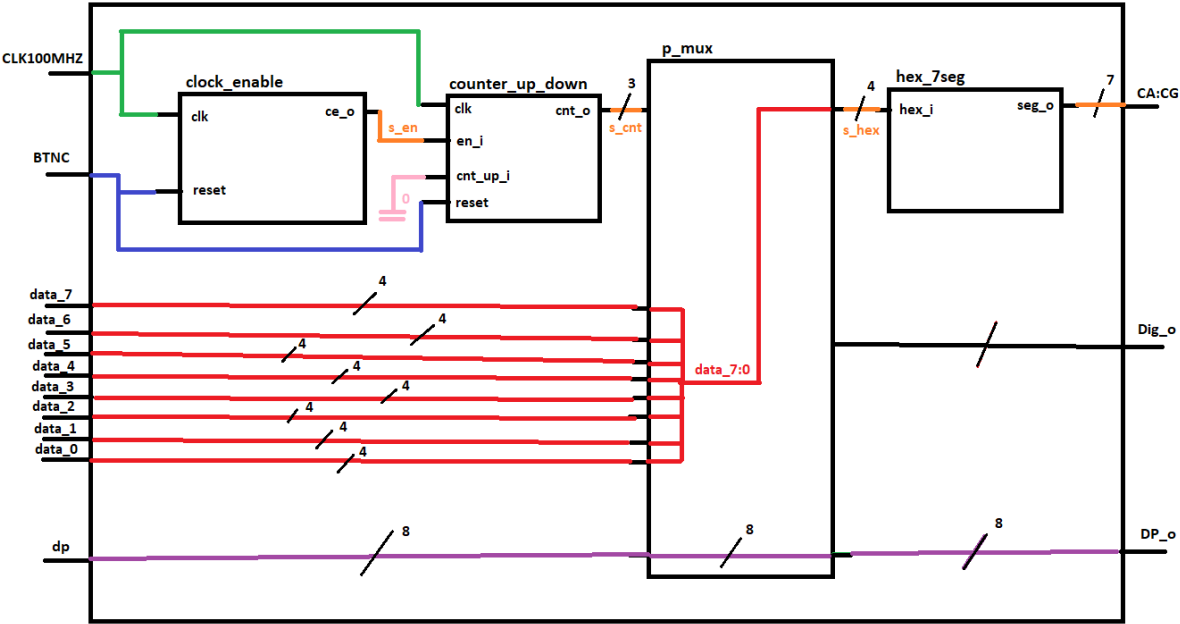 p_mux
CLK100MHZ
clock_enable
counter_up_down
3
hex_7seg
4
7
CA:CG
clk
ce_o
clk
cnt_o
hex_i
seg_o
s_en
s_cnt
s_hex
en_i
BTNC
cnt_up_i
reset
0
reset
data_7
4
data_6
4
Dig_o
data_5
4
data_4
4
data_7:0
data_3
4
data_2
4
data_1
4
data_0
4
dp
8
8
8
DP_o